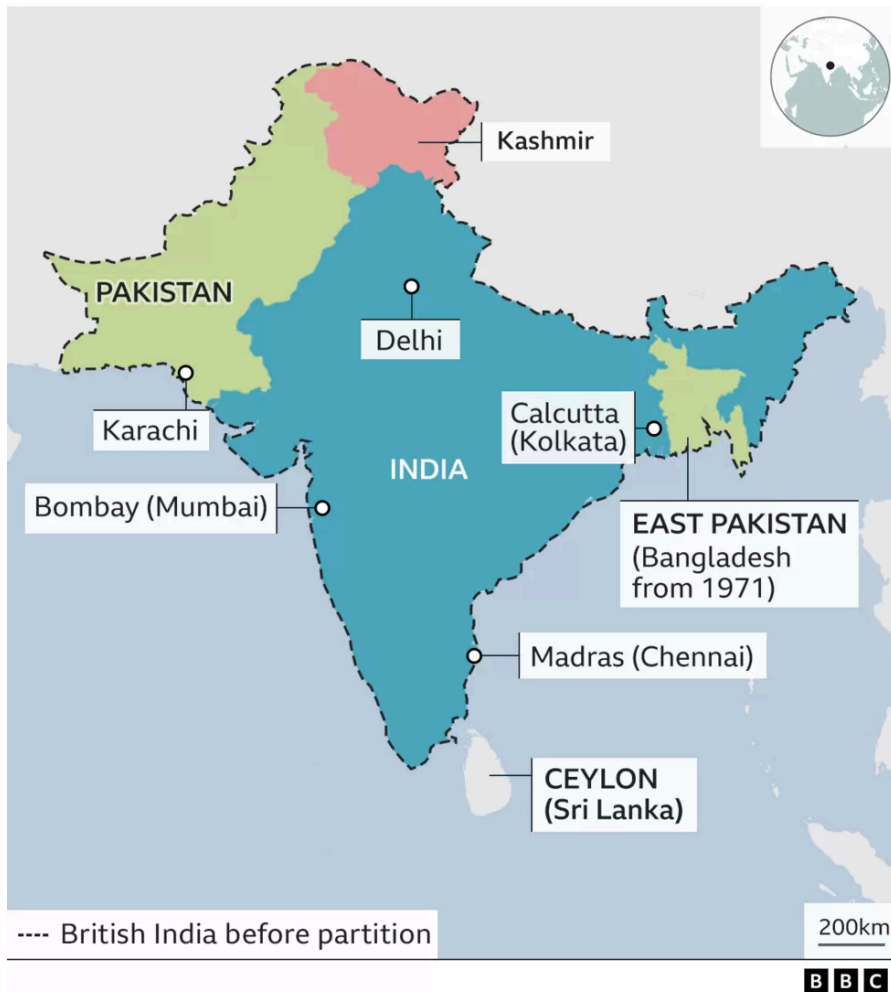 Kashmir
PAKISTAN
Delhi
Karachi
Calcutta
(Kolkata)
INDIA
Bombay (Mumbai)
EAST PAKISTAN
(Bangladesh
from 1971)
Madras (Chennai)
CEYLON
(Sri Lanka)
---- British India before partition
200km
BBC